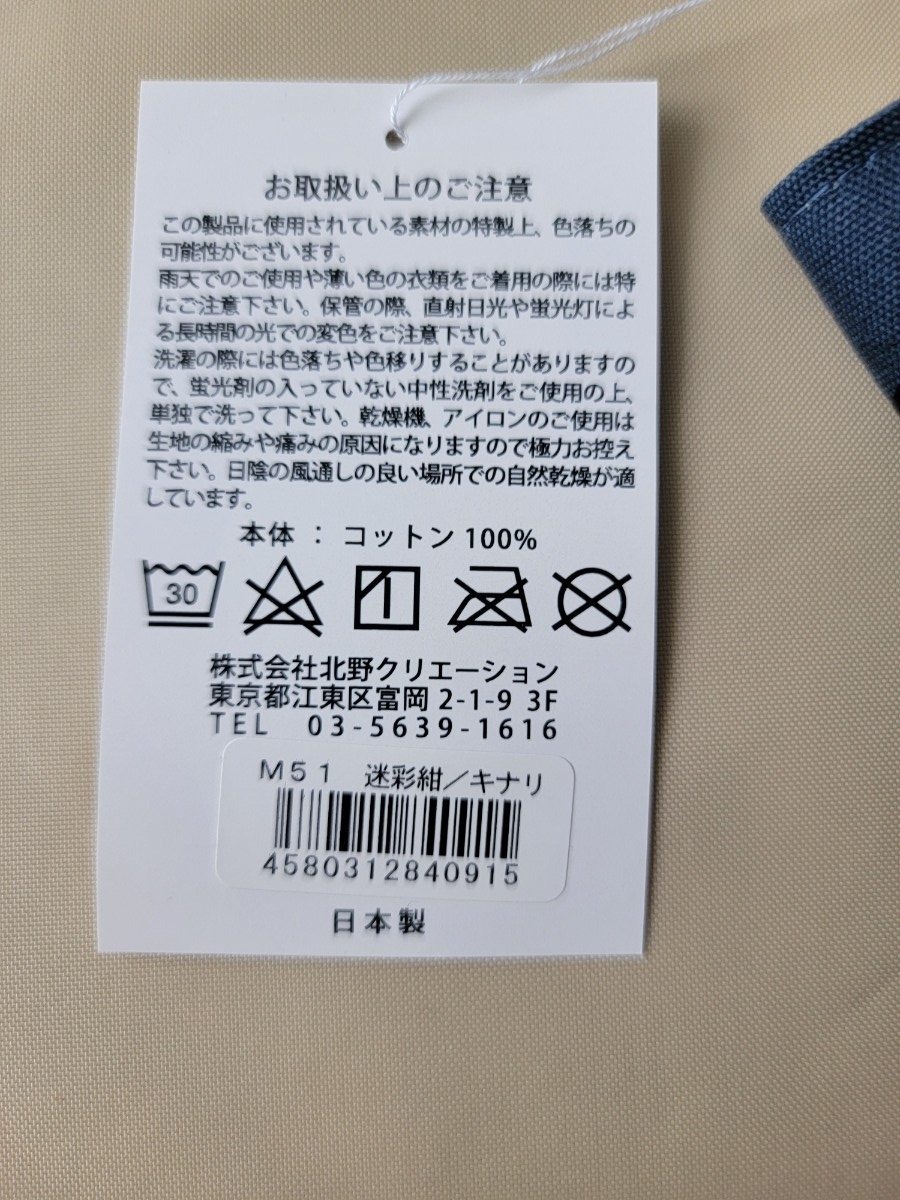 お取扱い上のご注意
この製品に使用されている素材の特製上、色落ちの
可能性がございます。
雨天でのご使用や薄い色の衣類をご着用の際には特
にご注意下さい。保管の際、直射日光や蛍光灯によ
る長時間の光での変色をご注意下さい。
洗濯の際には色落ちや色移りすることがありますの
で、蛍光剤の入っていない中性洗剤をご使用の上、
単独で洗って下さい。乾燥機、アイロンのご使用は
生地の縮みや痛みの原因になりますので極力お控え
下さい。日陰の風通しの良い場所での自然乾燥が適
しています。
本体 : コットン 100%
30
株式会社北野クリエーション
東京都江東区富岡 2-1-9 3F
TEL 03-5639-1616
M51 迷彩紺/キナリ
4580312840915
日本製